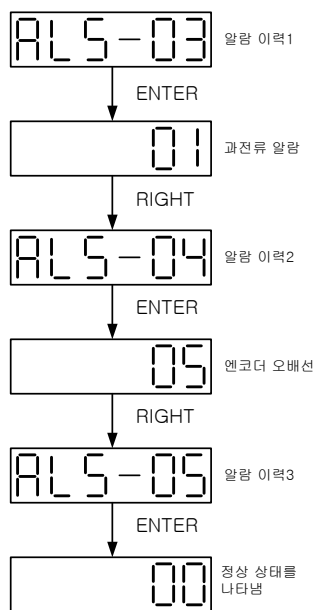 ALS-03 알람 이력1
ENTER
01 과전류 알람
RIGHT
ALS-04 알람 이력2
ENTER
05 엔코더 오배선
RIGHT
ALS-05 알람 이력3
ENTER
00 정상 상태를
나타냄